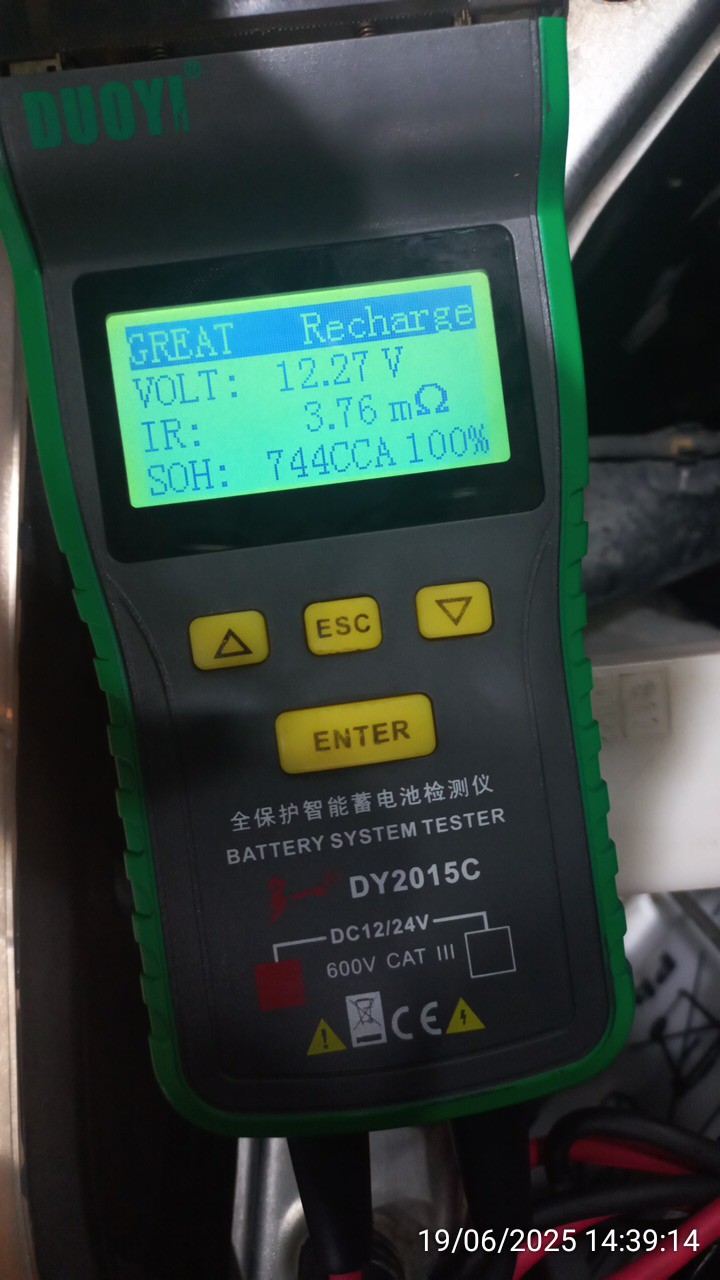 DUOYI®
GREAT Recharge
VOLT: 12.27 V
IR: 3.76 mΩ
SOH: 744CCA 100%
ESC
ENTER
全保护智能蓄电池检测仪
BATTERY SYSTEM TESTER
DY2015C
DC12/24V
600V CAT III
CE
19/06/2025 14:39:14